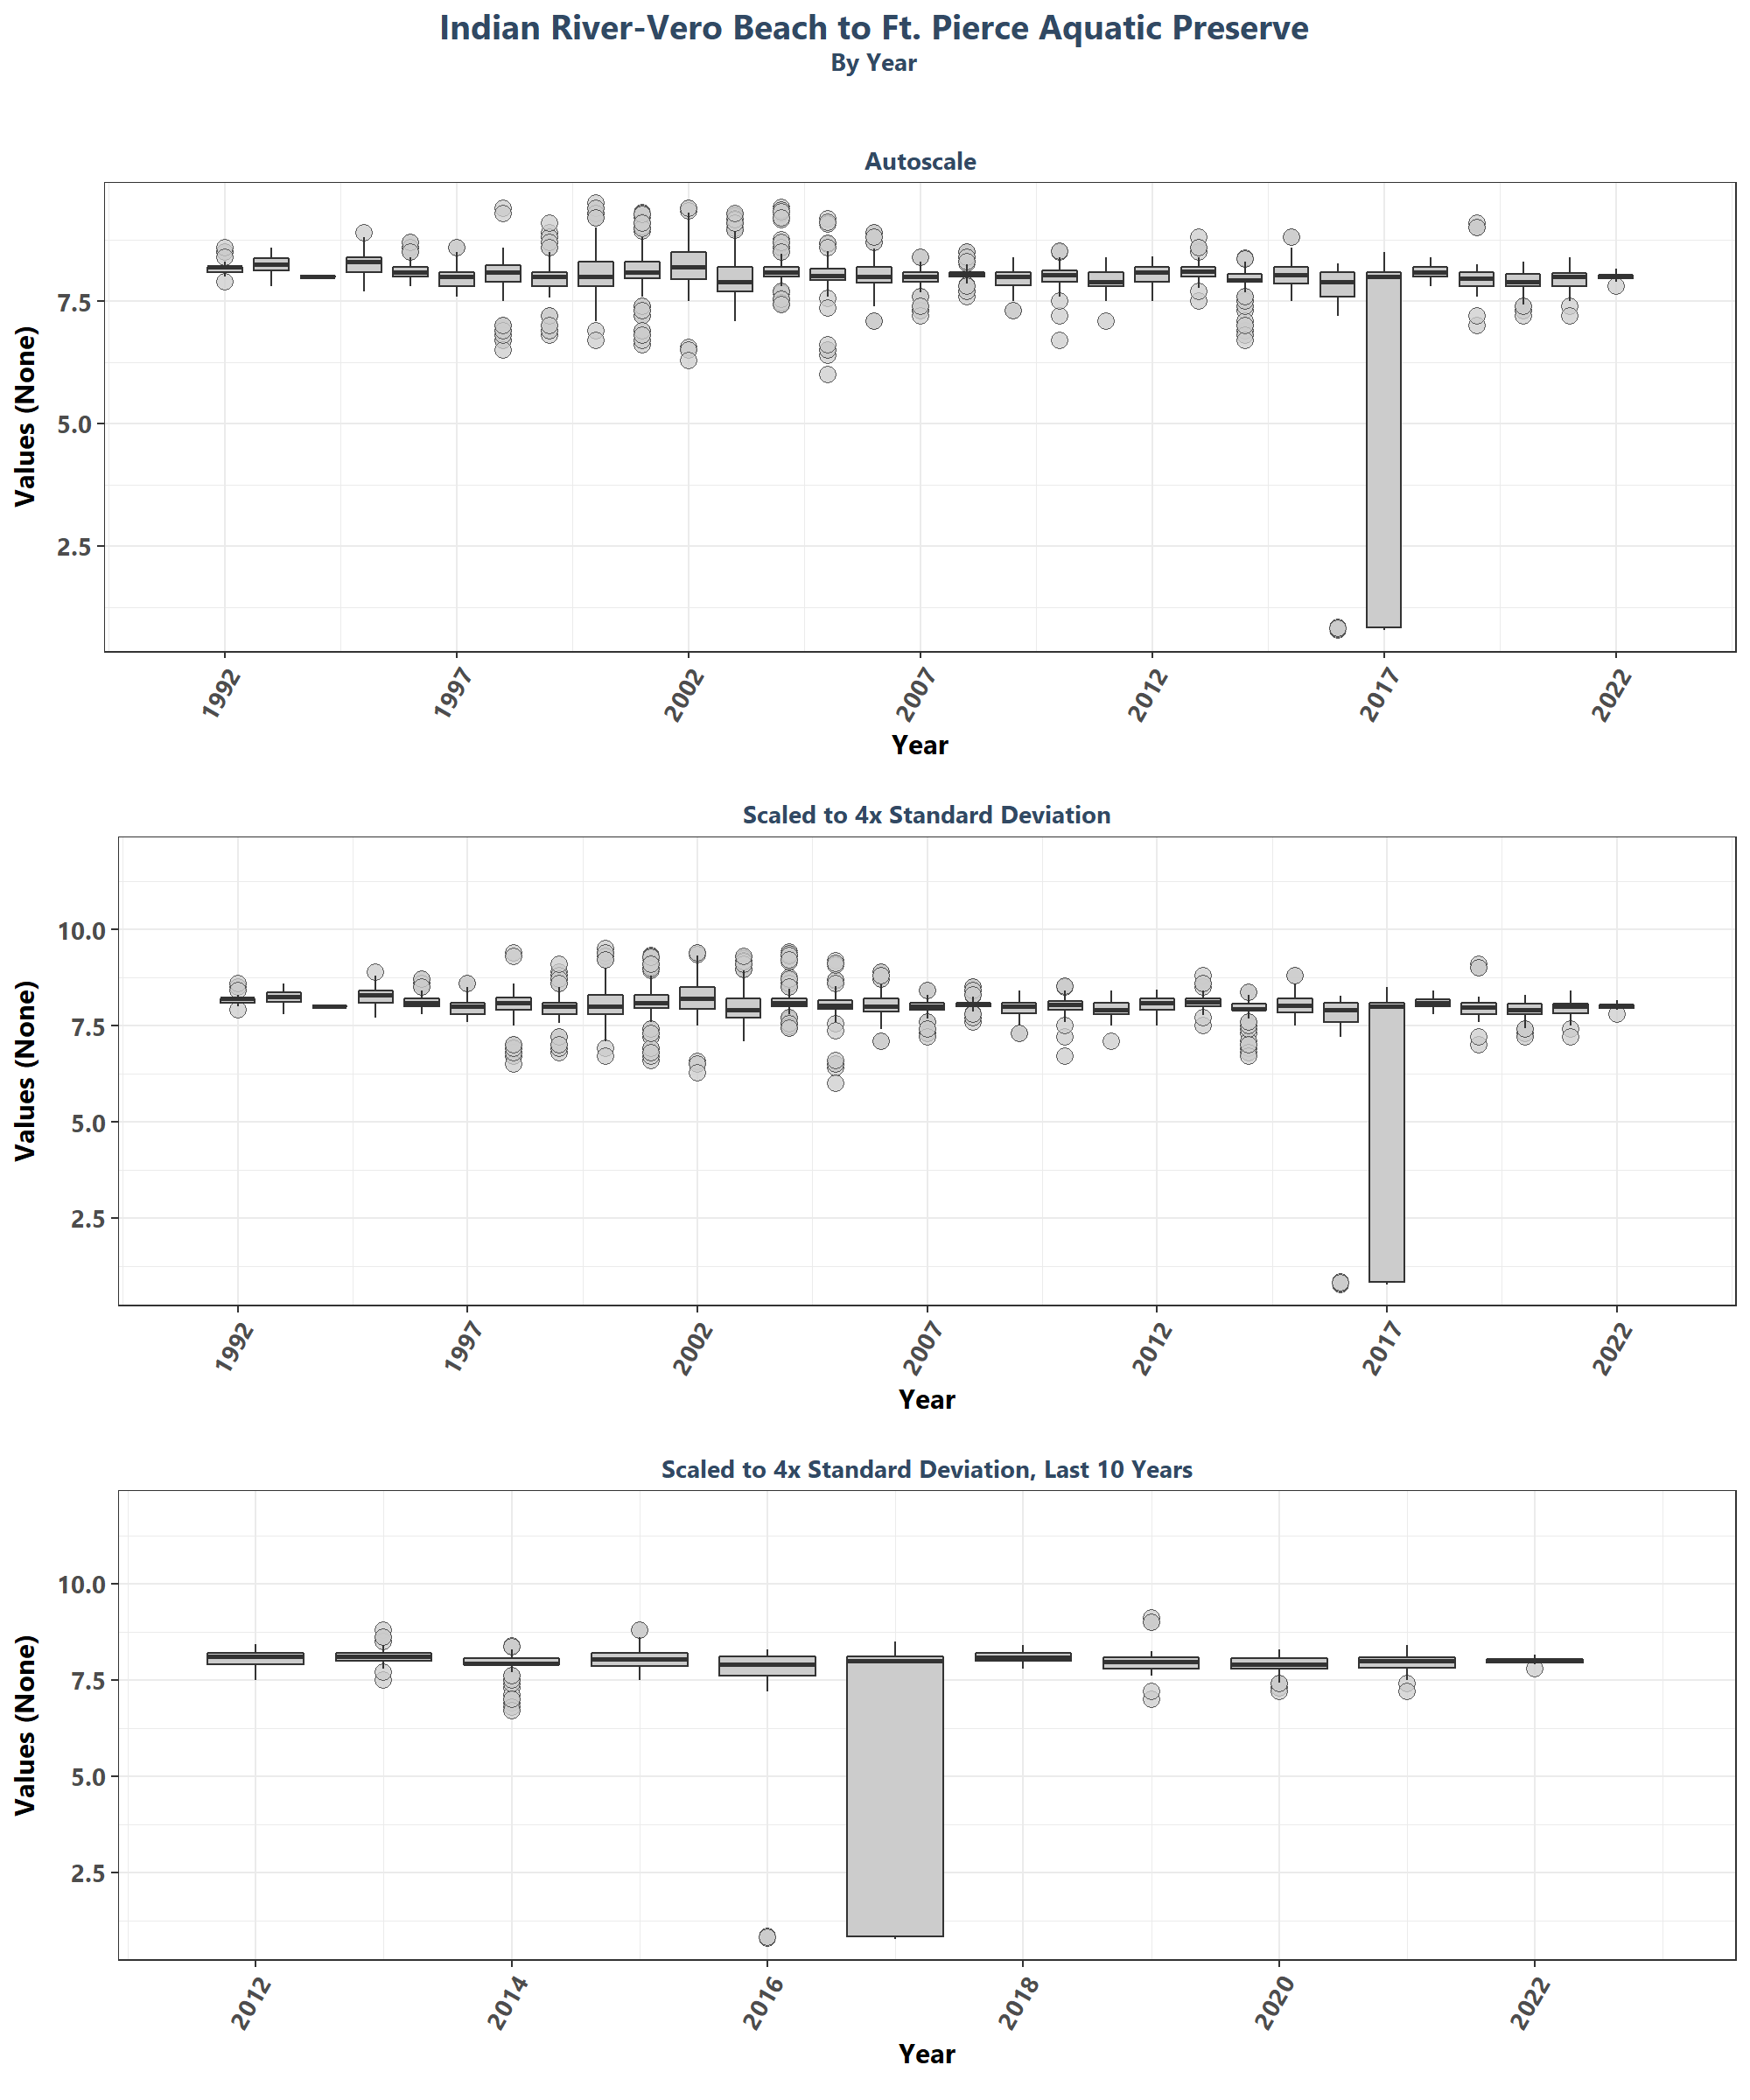 Indian River-Vero Beach to Ft. Pierce Aquatic Preserve
By Year
Autoscale
Values (None)
7.5
5.0
2.5
1992 1997 2002 2007 2012 2017 2022
Year
Scaled to 4x Standard Deviation
Values (None)
10.0
7.5
5.0
2.5
1992 1997 2002 2007 2012 2017 2022
Year
Scaled to 4x Standard Deviation, Last 10 Years
Values (None)
10.0
7.5
5.0
2.5
2012 2014 2016 2018 2020 2022
Year